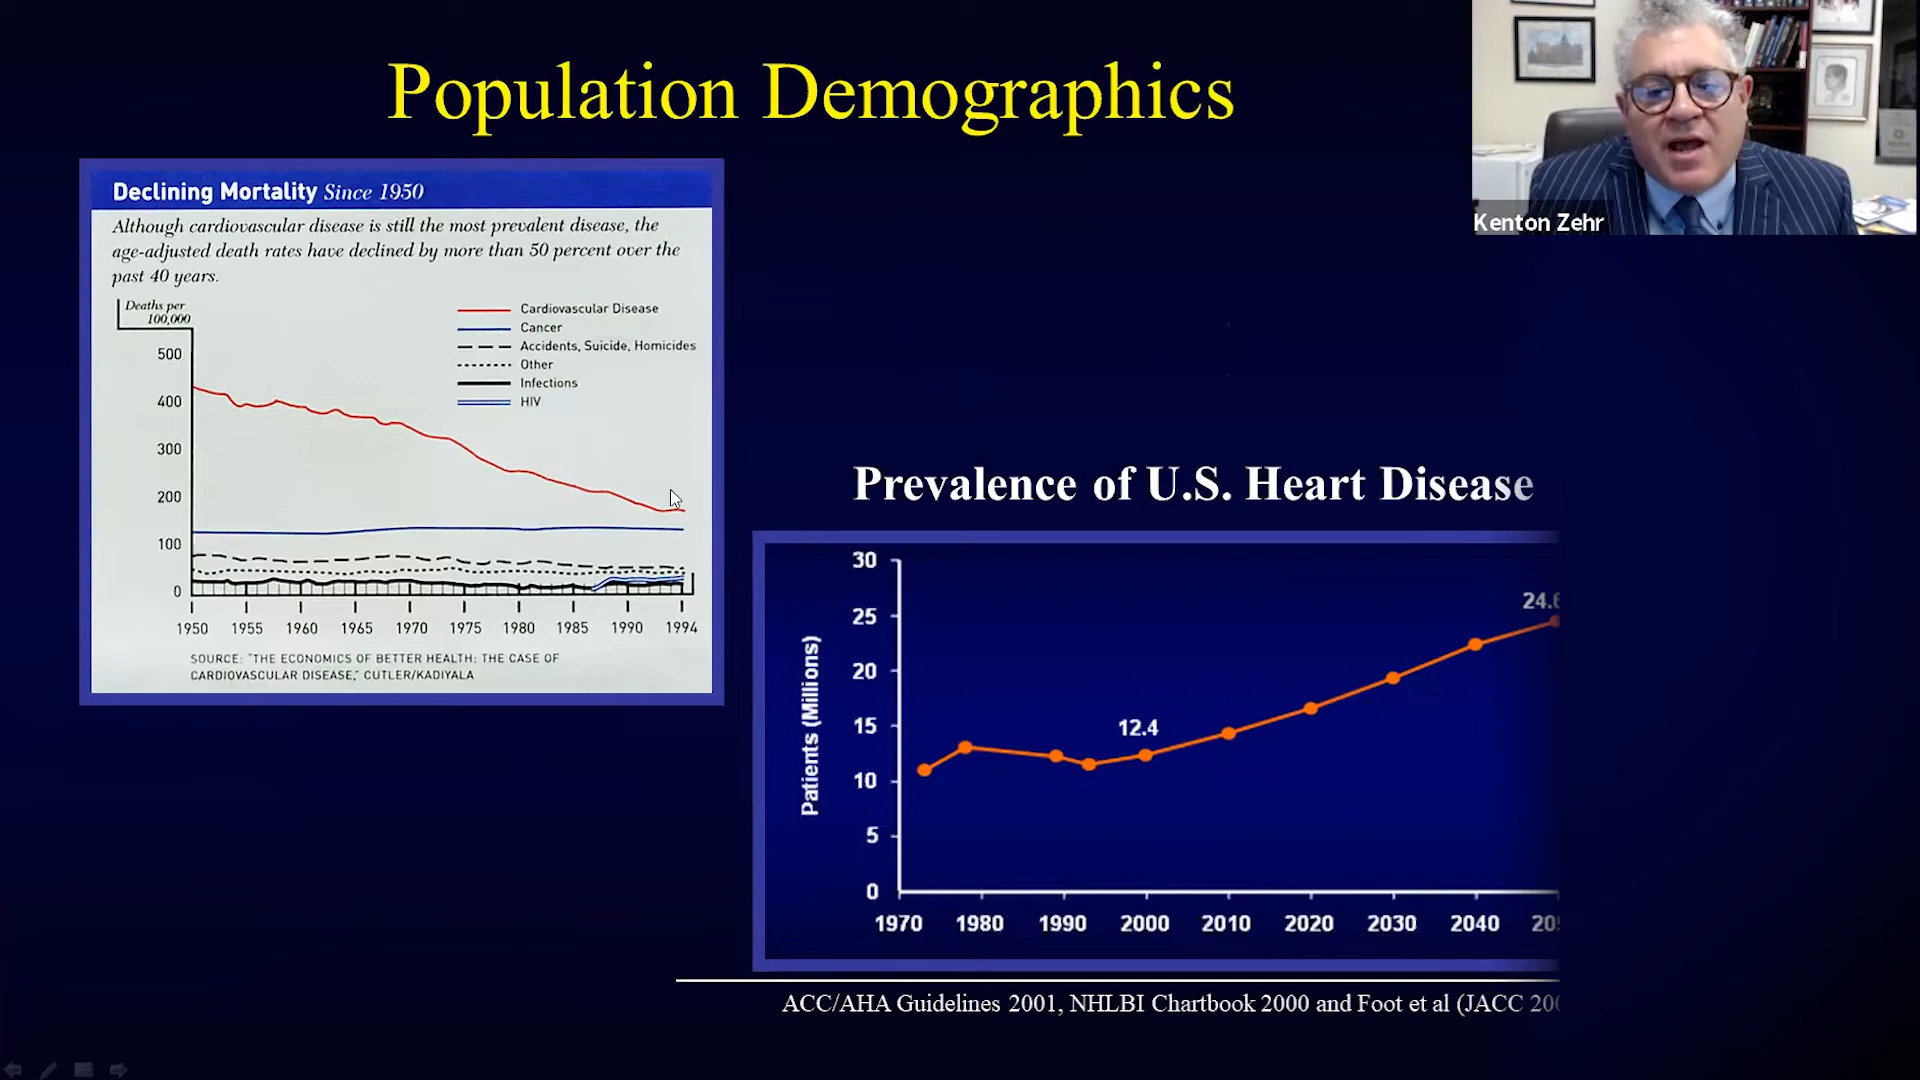 Population Demographics
Kenton Zehr
Declining Mortality Since 1950
Although cardiovascular disease is still the most prevalent disease, the
age-adjusted death rates have declined by more than 50 percent over the
past 40 years.
Deaths per
100,000
Cardiovascular Disease
Cancer
Accidents, Suicide, Homicides
Other
Infections
HIV
500
400
300
200
100
0
1950 1955 1960 1965 1970 1975 1980 1985 1990 1994
SOURCE: "THE ECONOMICS OF BETTER HEALTH: THE CASE OF
CARDIOVASCULAR DISEASE," CUTLER/KADIYALA
Prevalence of U.S. Heart Disease
Patients (Millions)
30
25
20
15
10
5
0
12.4
1970 1980 1990 2000 2010 2020 2030 2040
ACC/AHA Guidelines 2001, NHLBI Chartbook 2000 and Foot et al (JACC